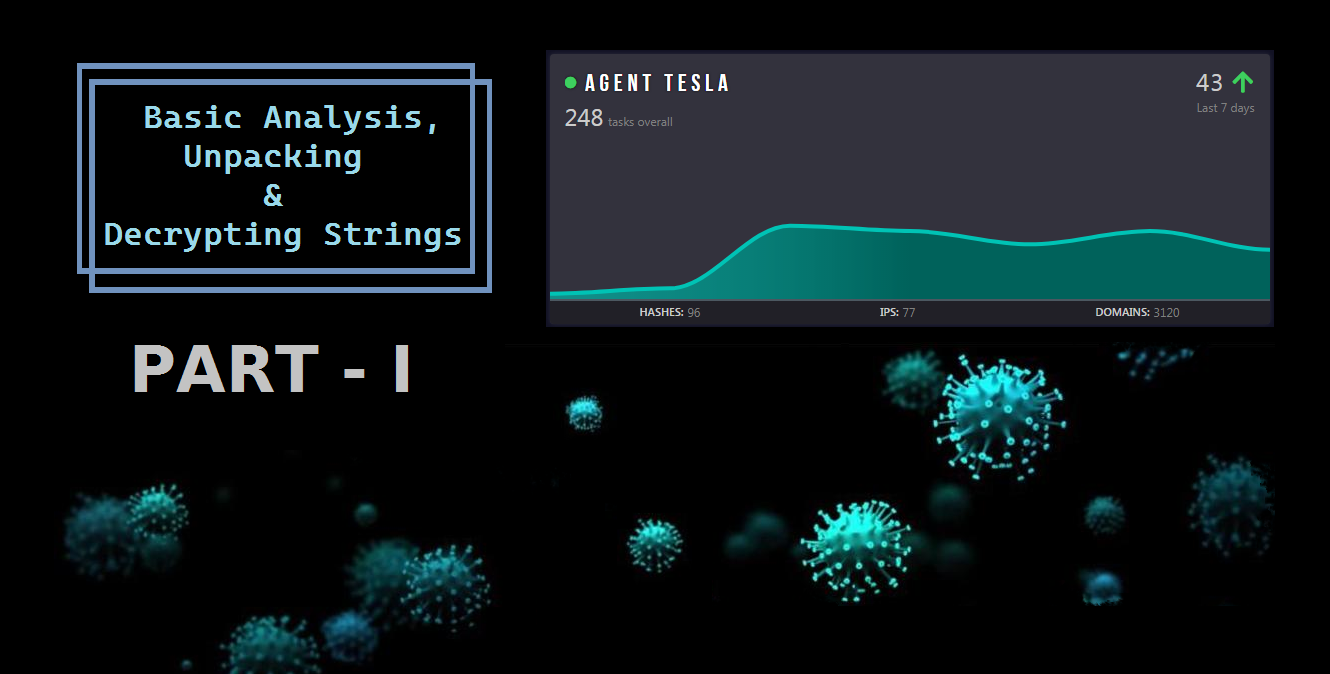 Basic Analysis,
Unpacking
&
Decrypting Strings
PART - I
AGENT TESLA
248 tasks overall
43
Last 7 days
HASHES: 96
IPS: 77
DOMAINS: 3120